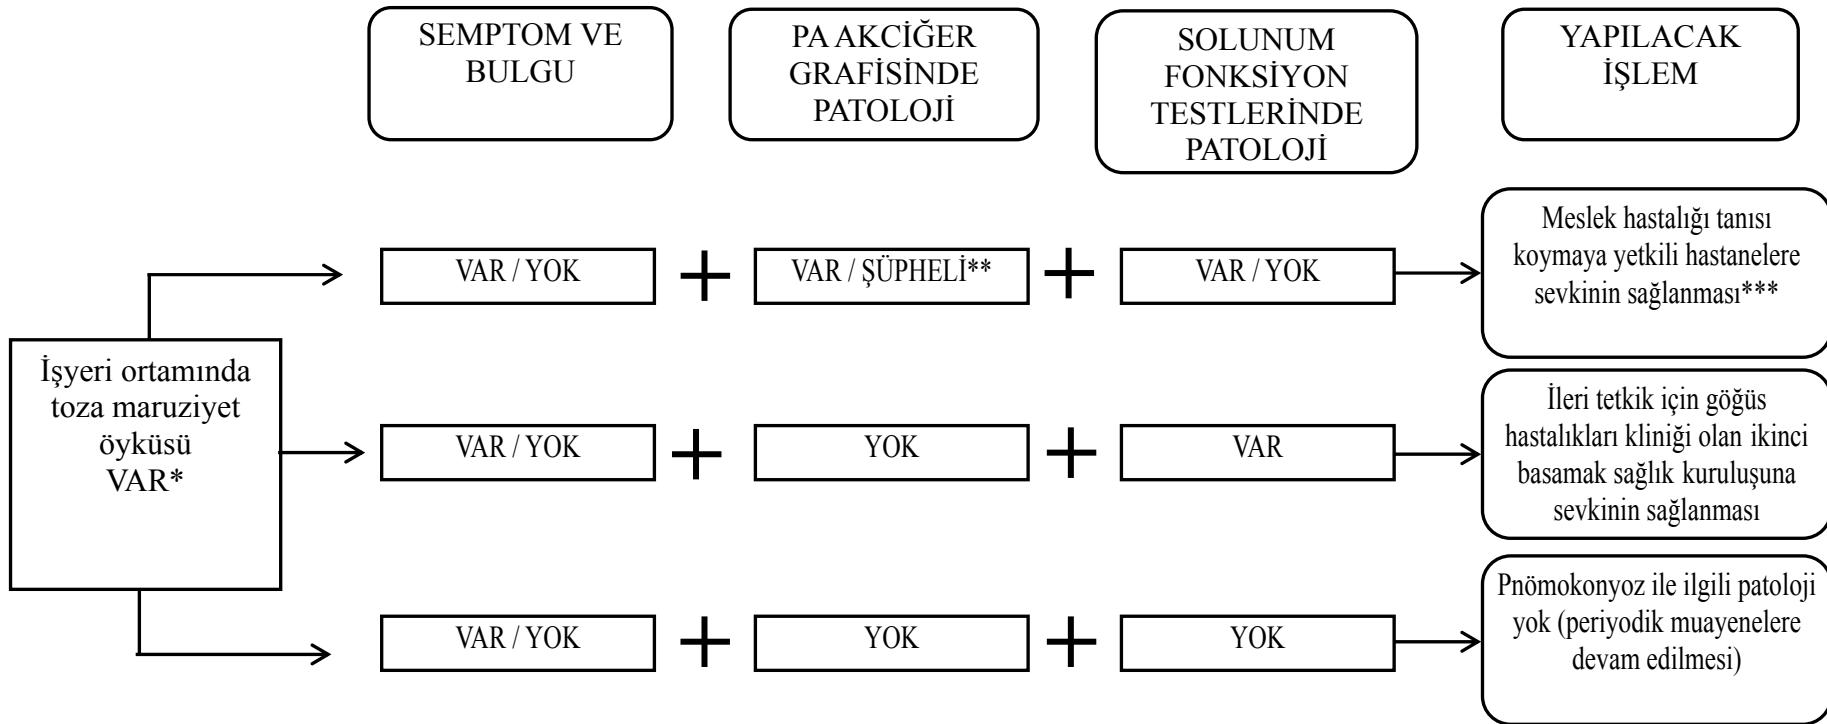 SEMPTOM VE
BULGU
PA AKCİĞER
GRAFİSİNDE
PATOLOJİ
SOLUNUM
FONKSİYON
TESTLERİNDE
PATOLOJİ
YAPILACAK
İŞLEM
İşyeri ortamında
toza maruziyet
öyküsü
VAR*
VAR / YOK
+
VAR / ŞÜPHELİ**
+
VAR / YOK
Meslek hastalığı tanısı
koymaya yetkili hastanelere
sevkinin sağlanması***
VAR / YOK
+
YOK
+
VAR
İleri tetkik için göğüs
hastalıkları kliniği olan ikinci
basamak sağlık kuruluşuna
sevkinin sağlanması
VAR / YOK
+
YOK
+
YOK
Pnömokonyoz ile ilgili patoloji
yok (periyodik muayenelere
devam edilmesi)